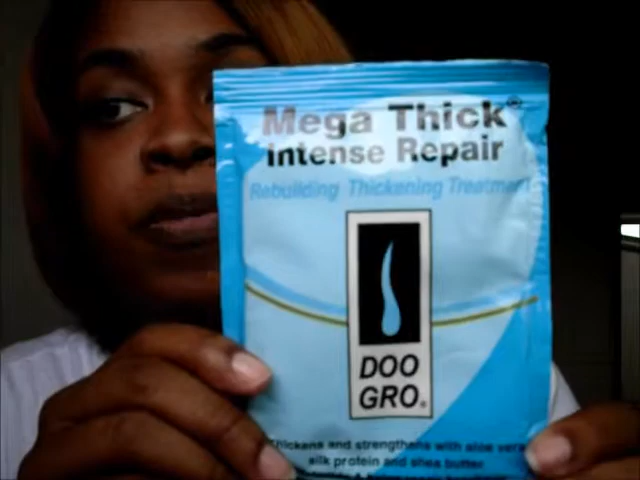 Mega Thick®
Intense Repair
Rebuilding Thickening Treatment
DOO
GRO®
Thickens and strengthens with aloe vera
silk protein and shea butter